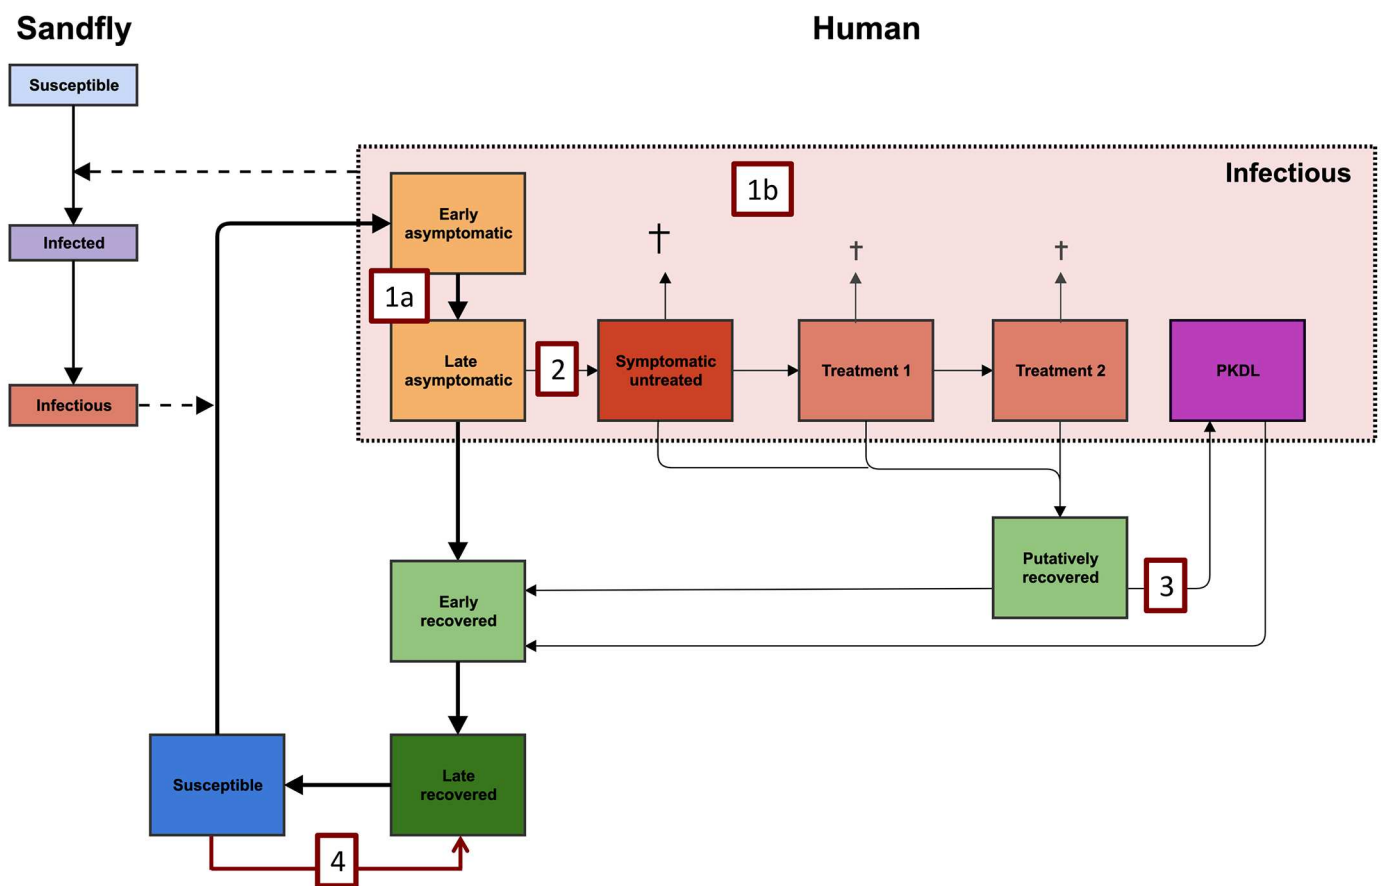 Sandfly
Human
Susceptible
Infected
Infectious
Infectious
1b
Early
asymptomatic
1a
Late
asymptomatic
2
Symptomatic
untreated
Treatment 1
Treatment 2
PKDL
Putatively
recovered
3
Early
recovered
Susceptible
Late
recovered
4